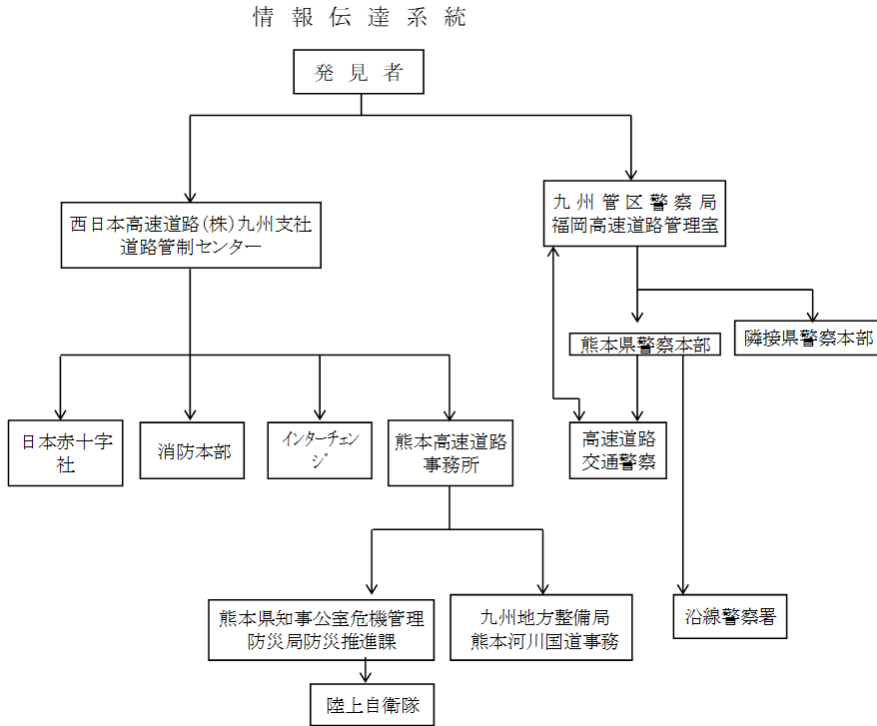 情報伝達系統
発見者
西日本高速道路(株)九州支社
道路管制センター
九州管区警察局
福岡高速道路管理室
熊本県警察本部
隣接県警察本部
日本赤十字
社
消防本部
インターチェン
ジ
熊本高速道路
事務所
高速道路
交通警察
熊本県知事公室危機管理
防災局防災推進課
九州地方整備局
熊本河川国道事務
沿線警察署
陸上自衛隊